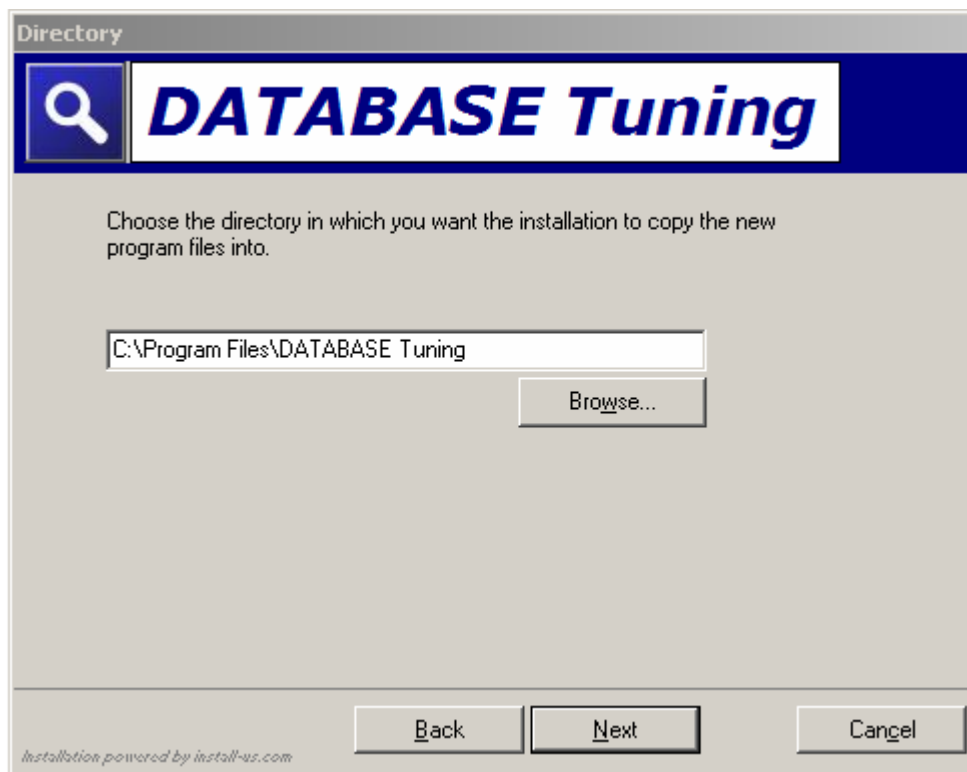 Directory
DATABASE Tuning
Choose the directory in which you want the installation to copy the new
program files into.
C:\Program Files\DATABASE Tuning
Browse...
Back
Next
Cancel
Installation powered by install-us.com